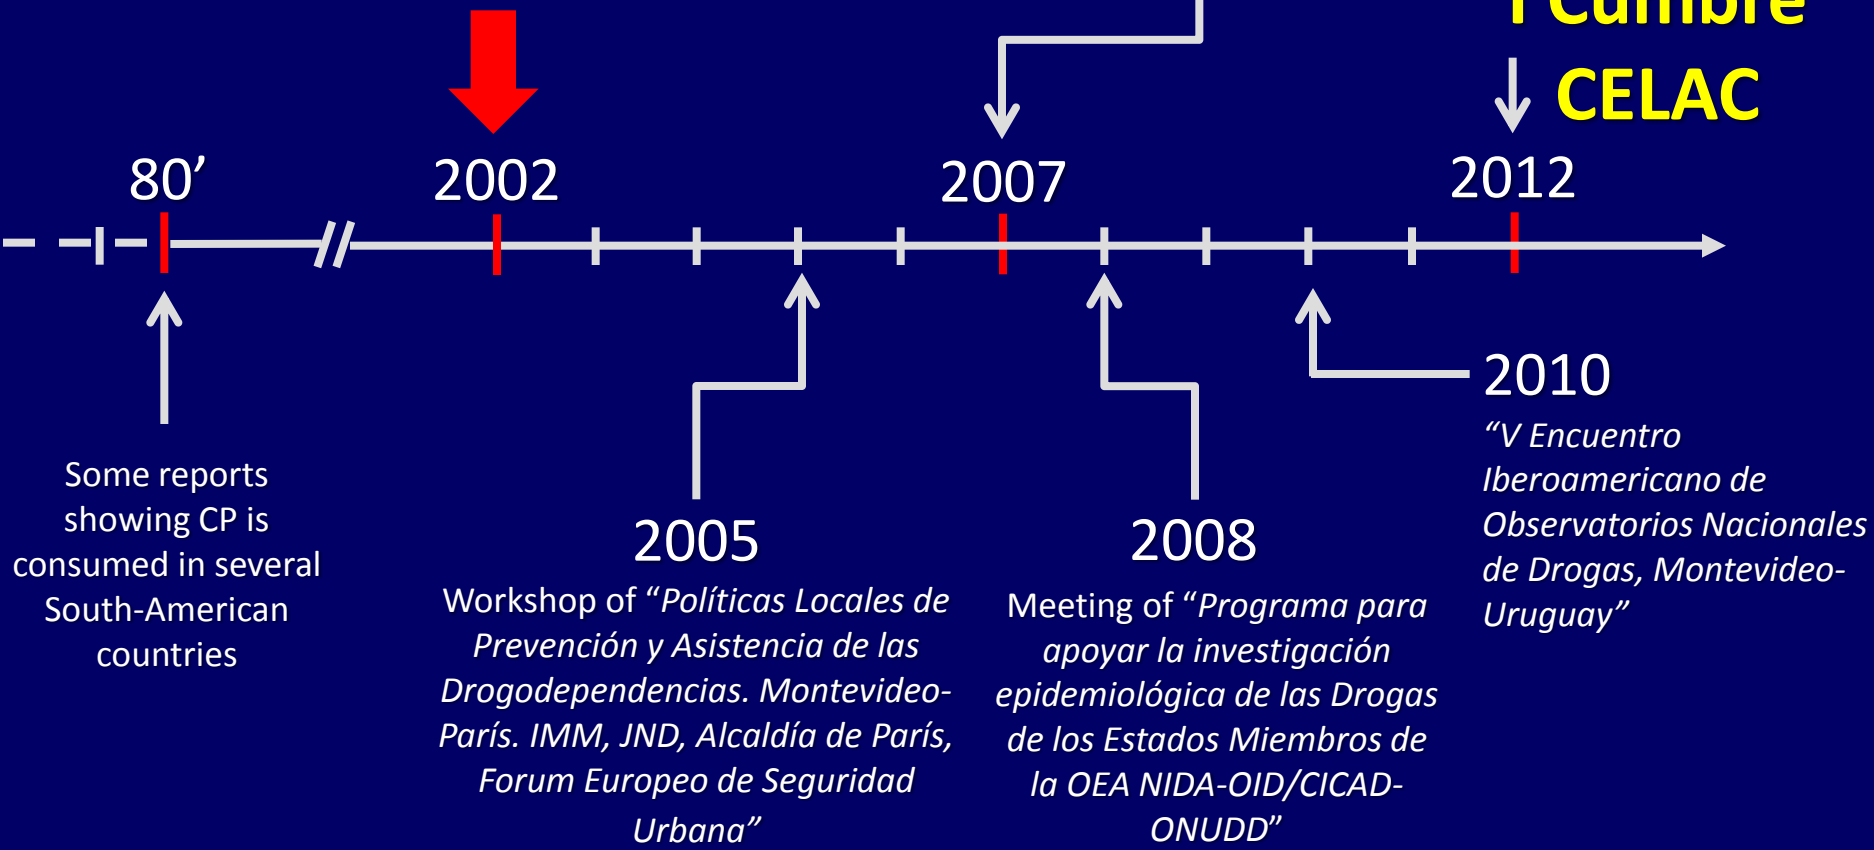 I Cumbre
CELAC
80’
2002
2007
2012
Some reports
showing CP is
consumed in several
South-American
countries
2005
Workshop of “Políticas Locales de
Prevención y Asistencia de las
Drogodependencias. Montevideo-
París. IMM, JND, Alcaldía de París,
Forum Europeo de Seguridad
Urbana”
2008
Meeting of “Programa para
apoyar la investigación
epidemiológica de las Drogas
de los Estados Miembros de
la OEA NIDA-OID/CICAD-
ONUDD”
2010
“V Encuentro
Iberoamericano de
Observatorios Nacionales
de Drogas, Montevideo-
Uruguay”